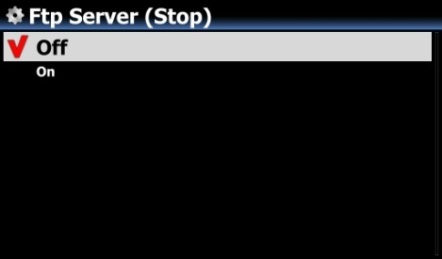 Ftp Server (Stop)
Off
On